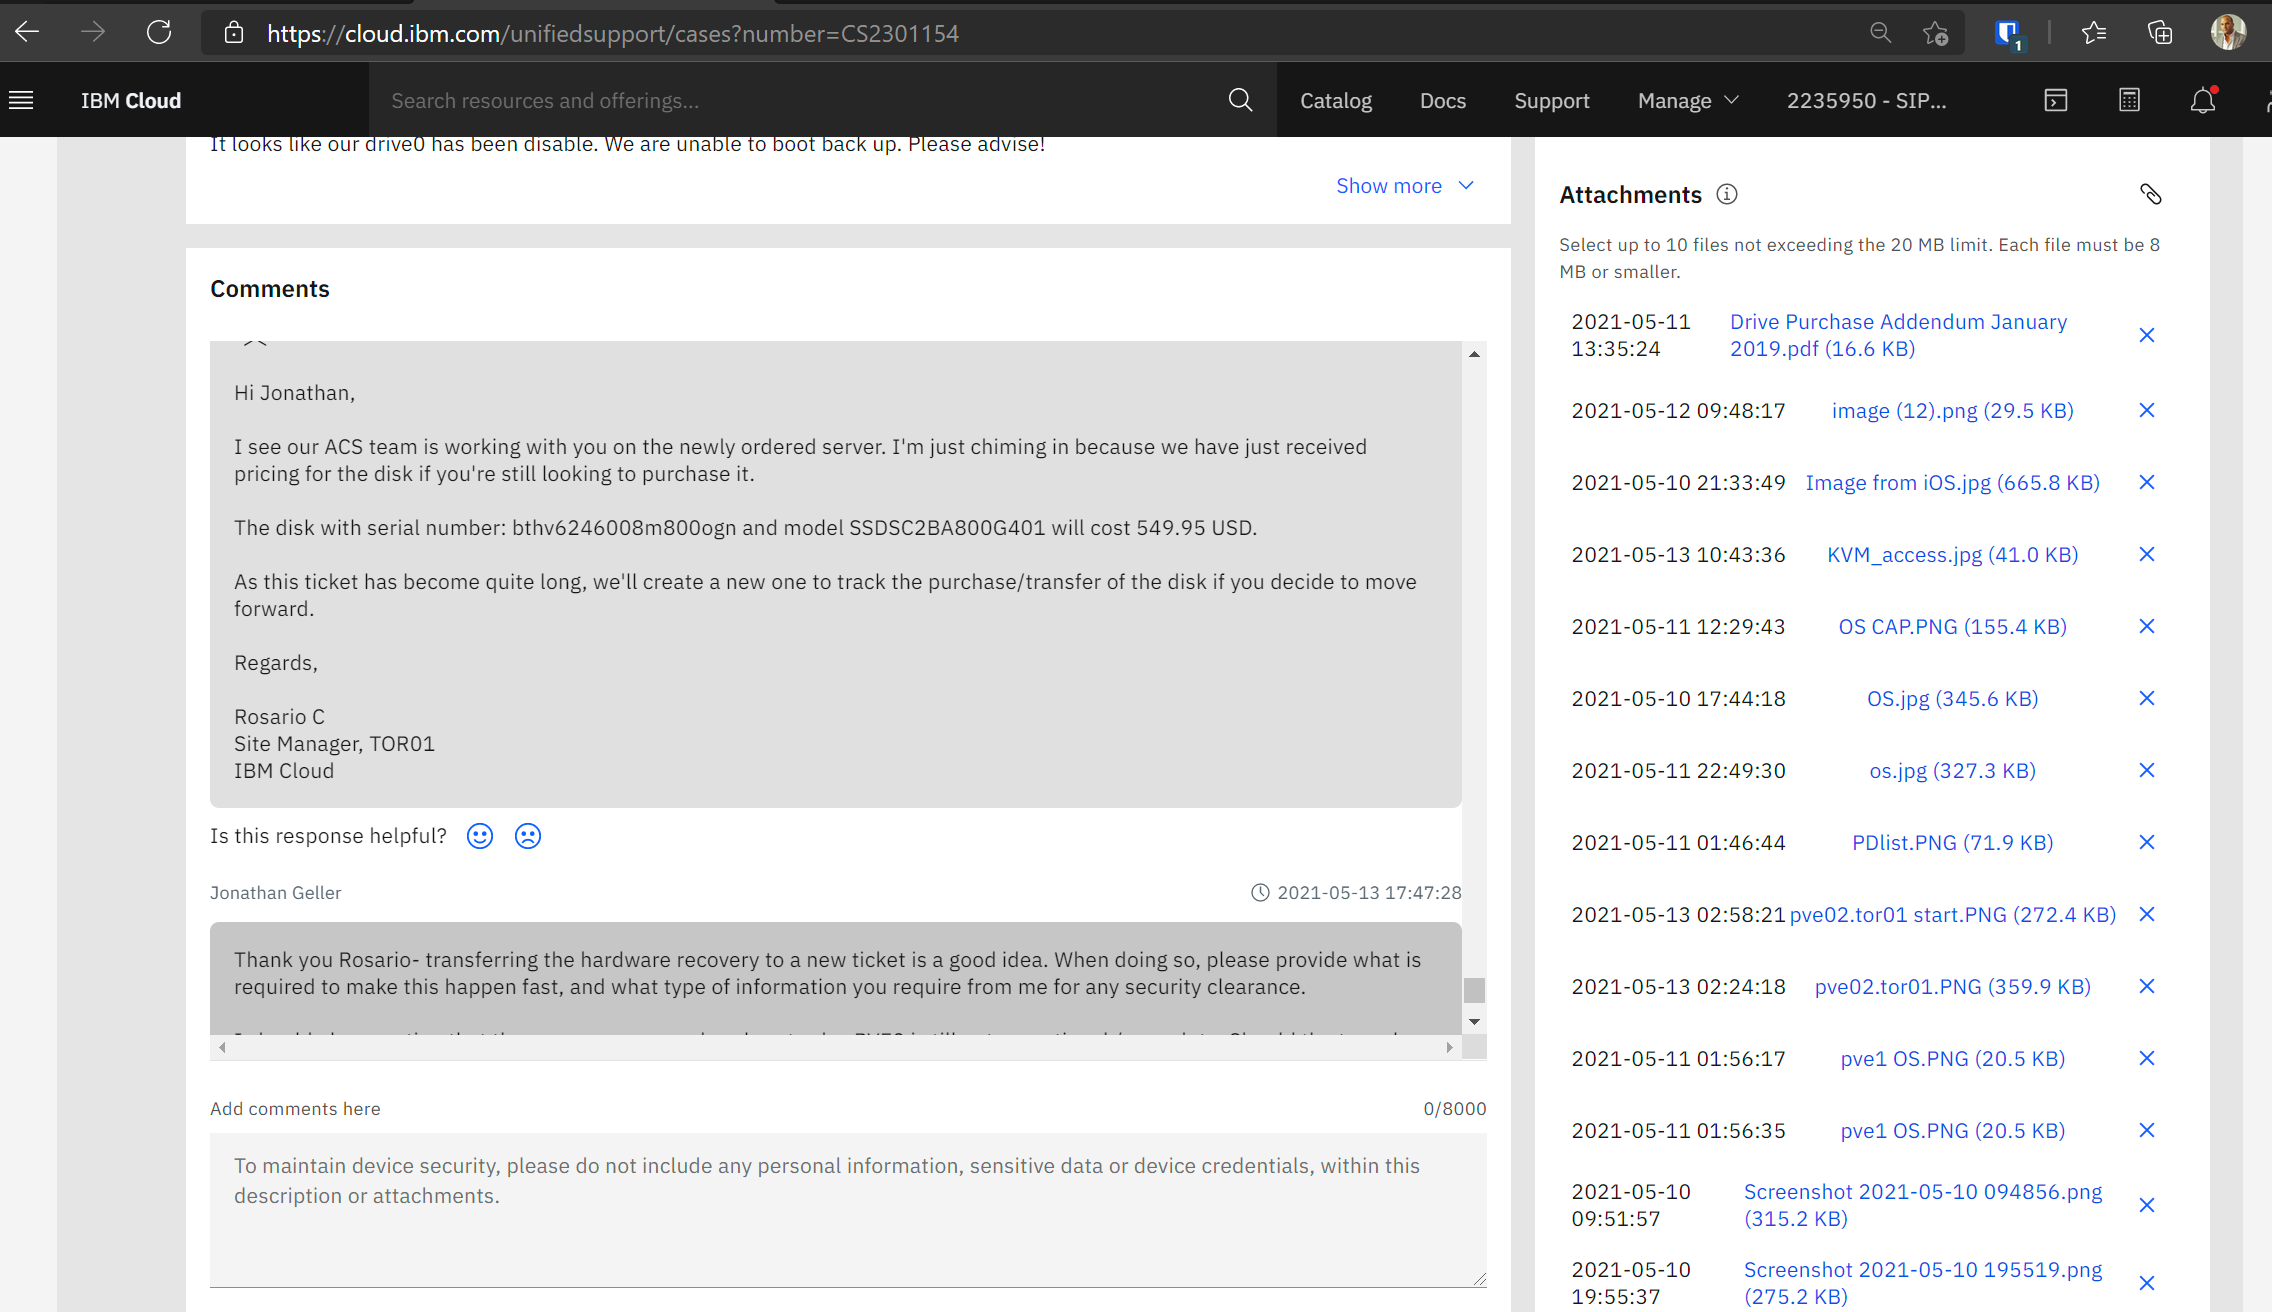 https://cloud.ibm.com/unifiedsupport/cases?number=CS2301154
1
IBM Cloud
Search resources and offerings...
Catalog
Docs
Support
Manage
2235950 - SIP...
It looks like our drive0 has been disable. We are unable to boot back up. Please advise!
Show more
Comments
Hi Jonathan,
I see our ACS team is working with you on the newly ordered server. I'm just chiming in because we have just received
pricing for the disk if you're still looking to purchase it.
The disk with serial number: bthv6246008m800ogn and model SSDSC2BA800G401 will cost 549.95 USD.
As this ticket has become quite long, we'll create a new one to track the purchase/transfer of the disk if you decide to move
forward.
Regards,
Rosario C
Site Manager, TOR01
IBM Cloud
Is this response helpful?
Jonathan Geller
2021-05-13 17:47:28
Thank you Rosario- transferring the hardware recovery to a new ticket is a good idea. When doing so, please provide what is
required to make this happen fast, and what type of information you require from me for any security clearance.
Add comments here
0/8000
To maintain device security, please do not include any personal information, sensitive data or device credentials, within this
description or attachments.
Attachments
Select up to 10 files not exceeding the 20 MB limit. Each file must be 8
MB or smaller.
2021-05-11
13:35:24
Drive Purchase Addendum January
2019.pdf (16.6 KB)
2021-05-12 09:48:17
image (12).png (29.5 KB)
2021-05-10 21:33:49
Image from iOS.jpg (665.8 KB)
2021-05-13 10:43:36
KVM_access.jpg (41.0 KB)
2021-05-11 12:29:43
OS CAP.PNG (155.4 KB)
2021-05-10 17:44:18
OS.jpg (345.6 KB)
2021-05-11 22:49:30
os.jpg (327.3 KB)
2021-05-11 01:46:44
PDlist.PNG (71.9 KB)
2021-05-13 02:58:21
pve02.tor01 start.PNG (272.4 KB)
2021-05-13 02:24:18
pve02.tor01.PNG (359.9 KB)
2021-05-11 01:56:17
pve1 OS.PNG (20.5 KB)
2021-05-11 01:56:35
pve1 OS.PNG (20.5 KB)
2021-05-10
09:51:57
Screenshot 2021-05-10 094856.png
(315.2 KB)
2021-05-10
19:55:37
Screenshot 2021-05-10 195519.png
(275.2 KB)